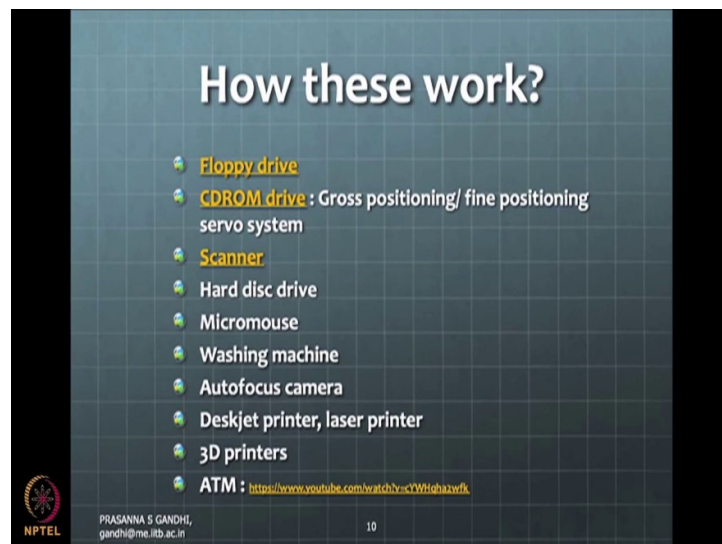 How these work?
Floppy drive
CDROM drive : Gross positioning/ fine positioning
servo system
Scanner
Hard disc drive
Micromouse
Washing machine
Autofocus camera
Deskjet printer, laser printer
3D printers
ATM : https://www.youtube.com/watch?v=cYWHqha2wfk
NPTEL
PRASANNA S GANDHI,
gandhi@me.iitb.ac.in
10